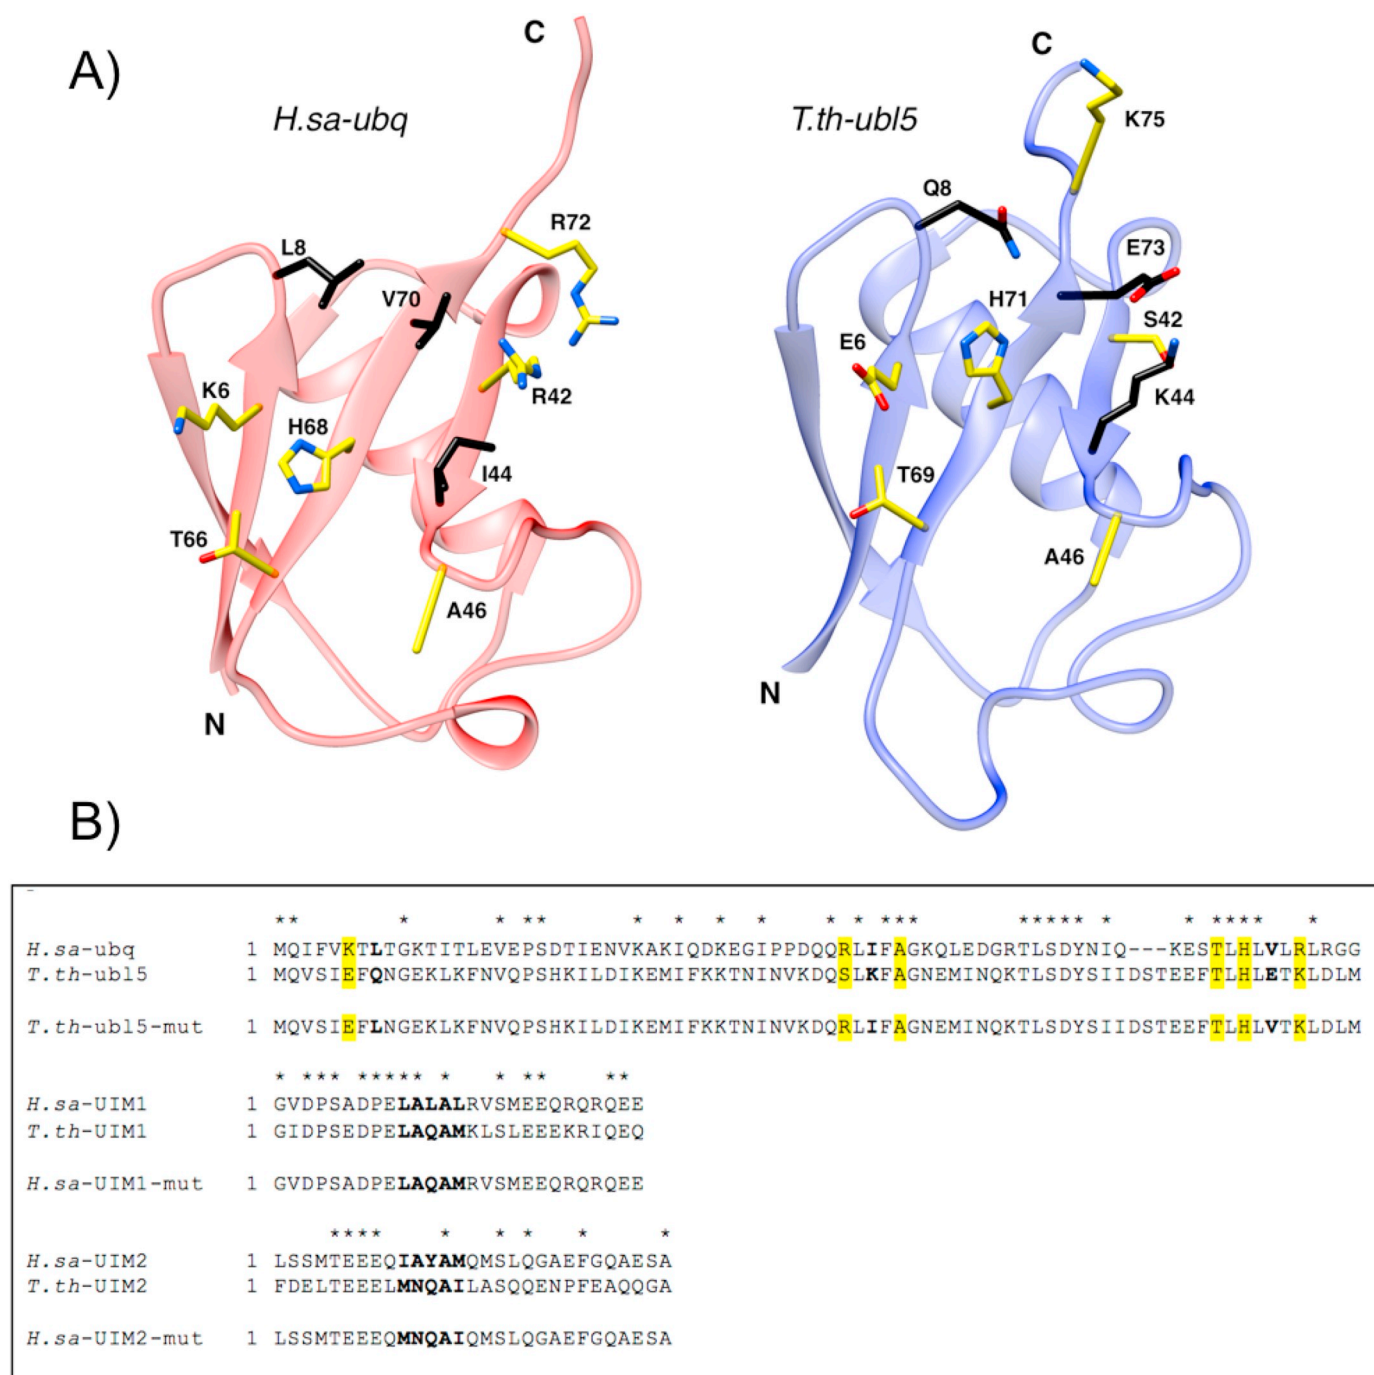 A)
H.sa-ubq
C
L8
V70
R72
K6
H68
R42
I44
T66
A46
N
T.th-ubl5
C
K75
Q8
E73
H71
S42
E6
K44
T69
A46
N
B)
** * * ** * * * * * * *** ***** * * **** *
H.sa-ubq 1 MQIFVKTLTGKTITLEVEPSDTIENVKAKIQDKEGIPPDQQRLIFAGKQLEDGRTLSDYNIQ---KESTLHLVLRLRGG
T.th-ubl5 1 MQVSIEFQNGEKLKFNVQPSHKILDIKEMIFKKTNINVKDQSLKFAGNEMINQKTLSDYSIIDSTEEFTLHLETKLDLM
T.th-ubl5-mut 1 MQVSIEFLNGEKLKFNVQPSHKILDIKEMIFKKTNINVKDQRLIFAGNEMINQKTLSDYSIIDSTEEFTLHLVTKLDLM
* *** ***** * * ** **
H.sa-UIM1 1 GVDPSADPELALALRVSMEEQRQRQEE
T.th-UIM1 1 GIDPSEDPELAQAMKLSLEEEKRIQEQ
H.sa-UIM1-mut 1 GVDPSADPELAQAMRVSMEEQRQRQEE
**** * * * * *
H.sa-UIM2 1 LSSMTEEEQIAYAMQMSLQGAEFGQAESA
T.th-UIM2 1 FDELTEEELMNQAILASQQENPFEAQQGA
H.sa-UIM2-mut 1 LSSMTEEEQMNQAIQMSLQGAEFGQAESA